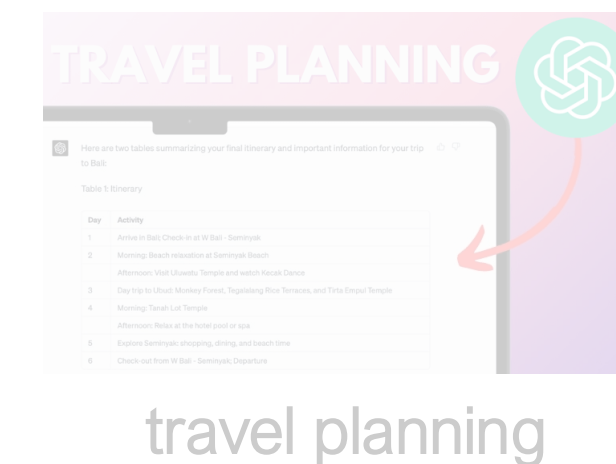 TRAVEL PLANNING
Here are two tables summarizing your final itinerary and important information for your trip
to Bali:
Table 1: Itinerary
Day Activity
1 Arrive in Bali; Check-in at W Bali - Seminyak
2 Morning: Beach relaxation at Seminyak Beach
Afternoon: Visit Uluwatu Temple and watch Kecak Dance
3 Day trip to Ubud: Monkey Forest, Tegalalang Rice Terraces, and Tirta Empul Temple
4 Morning: Tanah Lot Temple
Afternoon: Relax at the hotel pool or spa
5 Explore Seminyak: shopping, dining, and beach time
6 Check-out from W Bali - Seminyak; Departure
travel planning